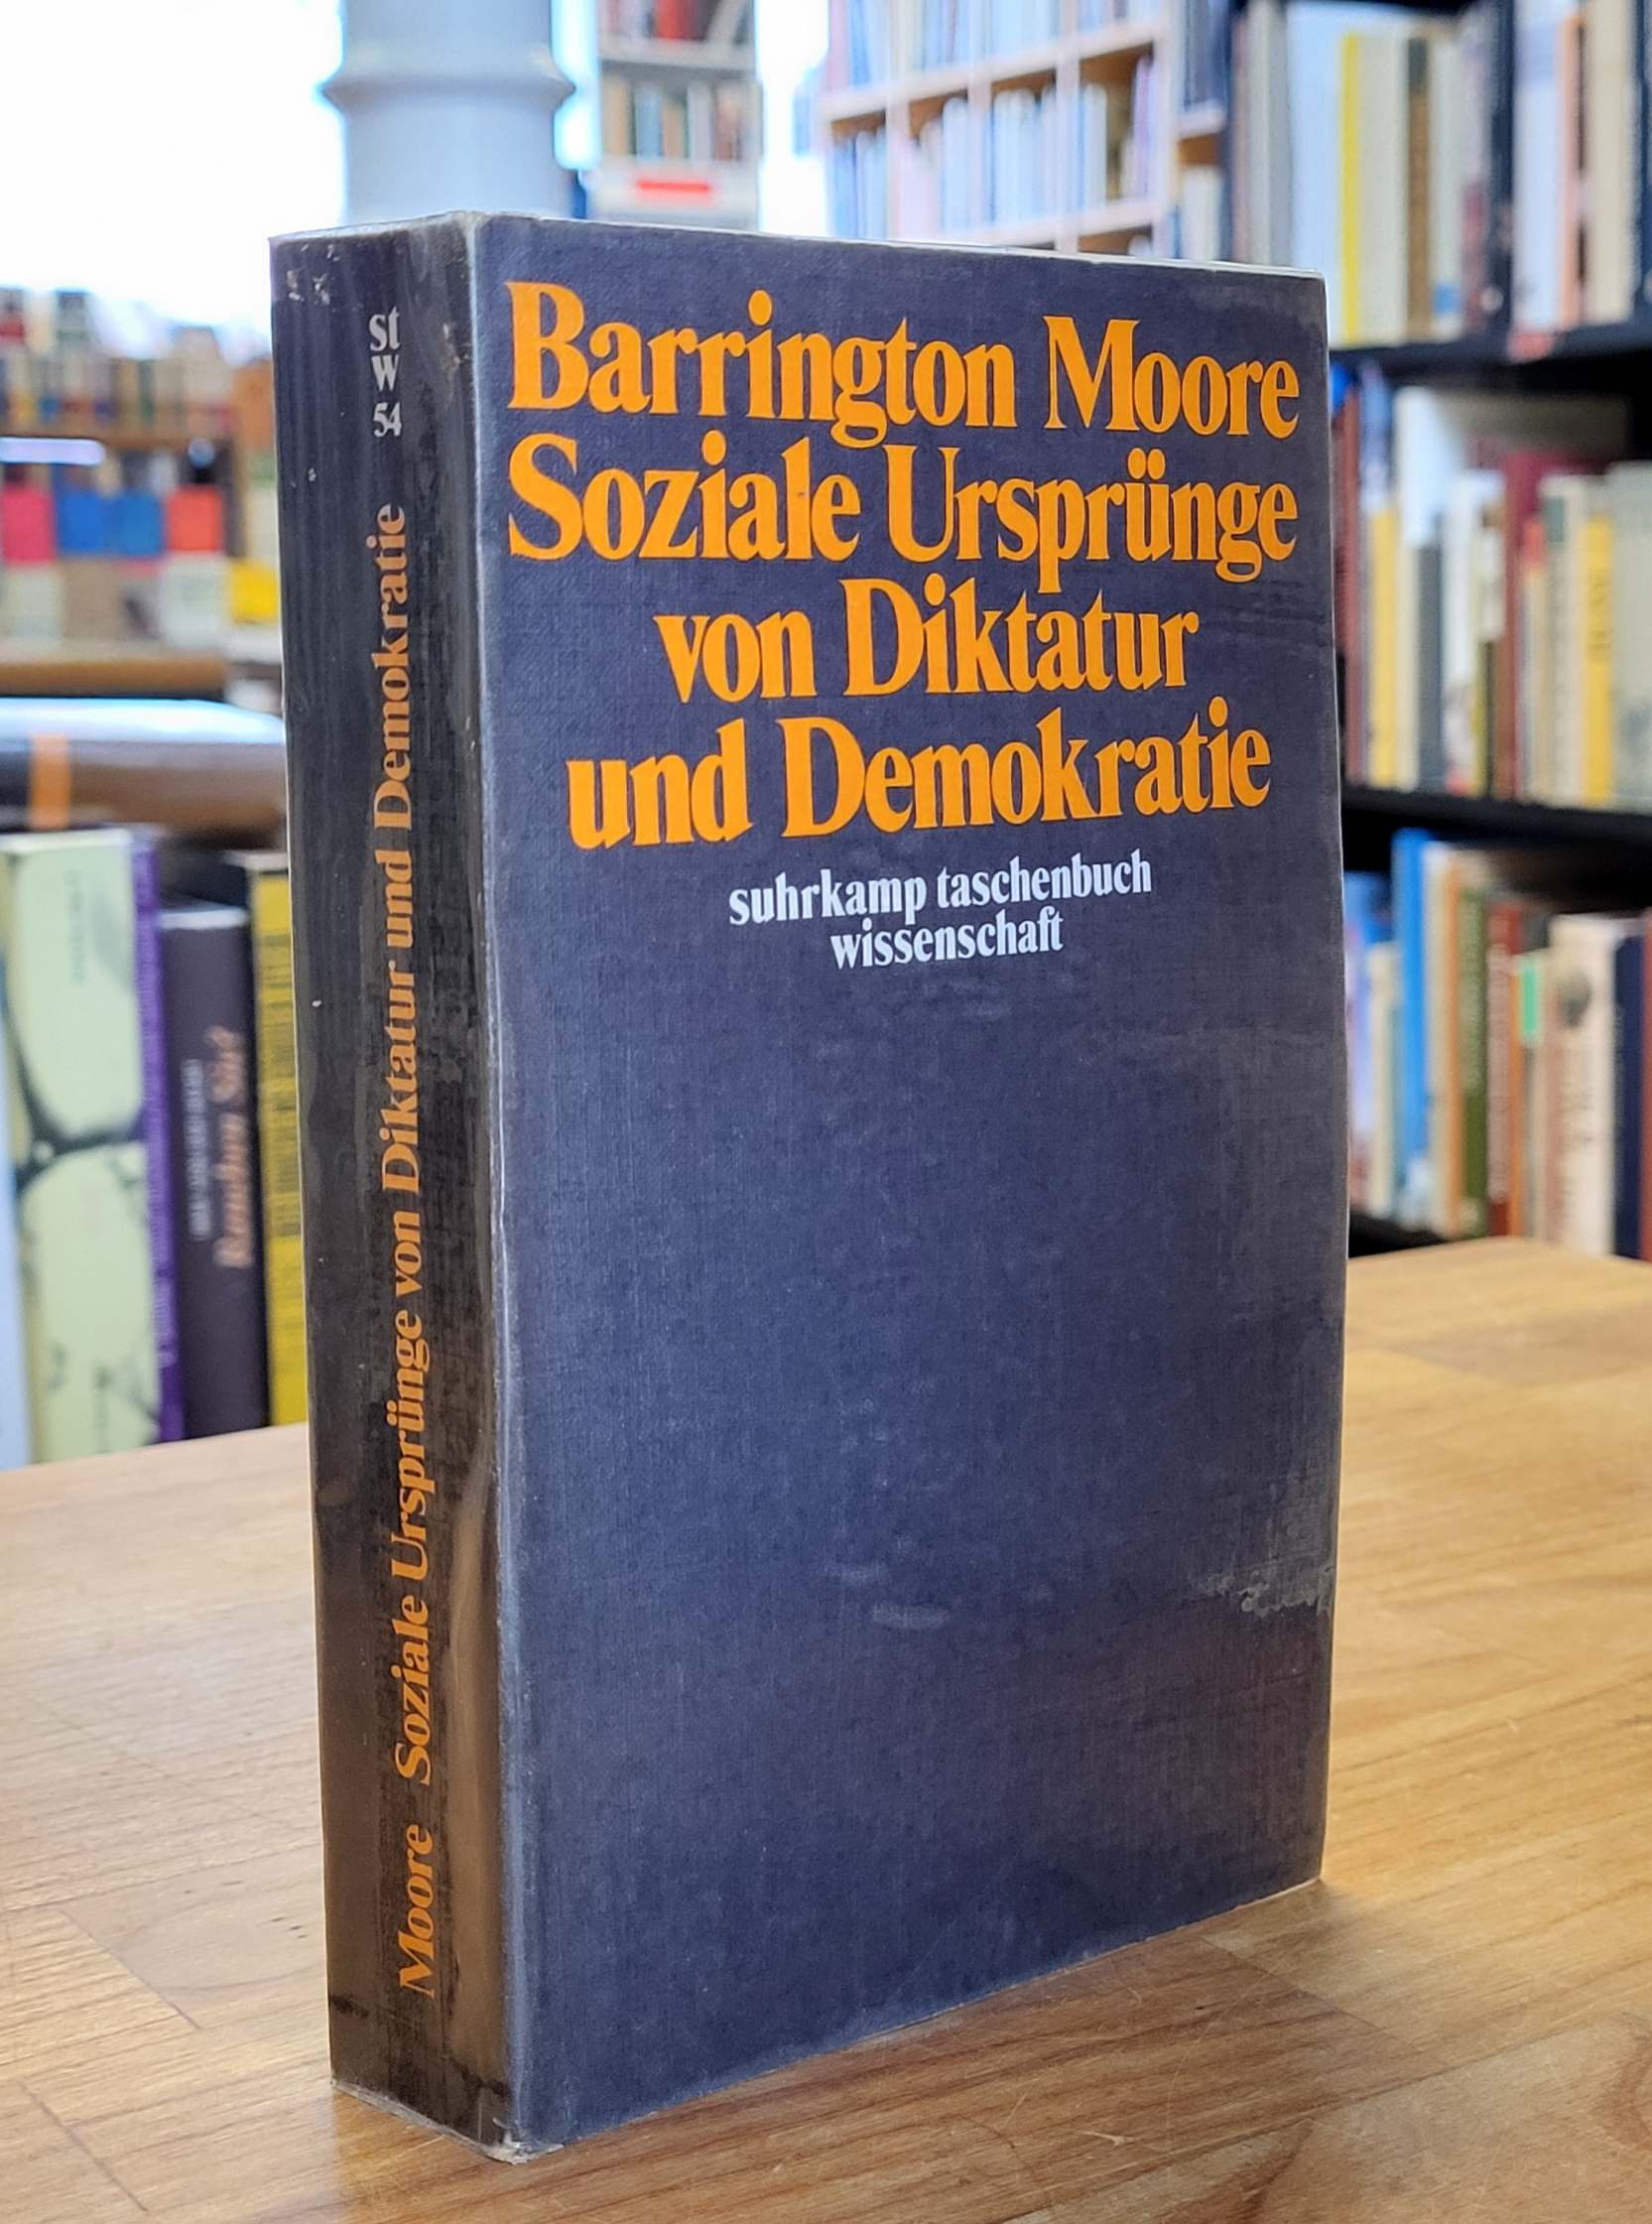 Barrington Moore
Soziale Ursprünge
von Diktatur
und Demokratie
suhrkamp taschenbuch
wissenschaft
st
w
54
Moore Soziale Ursprünge von Diktatur und Demokratie